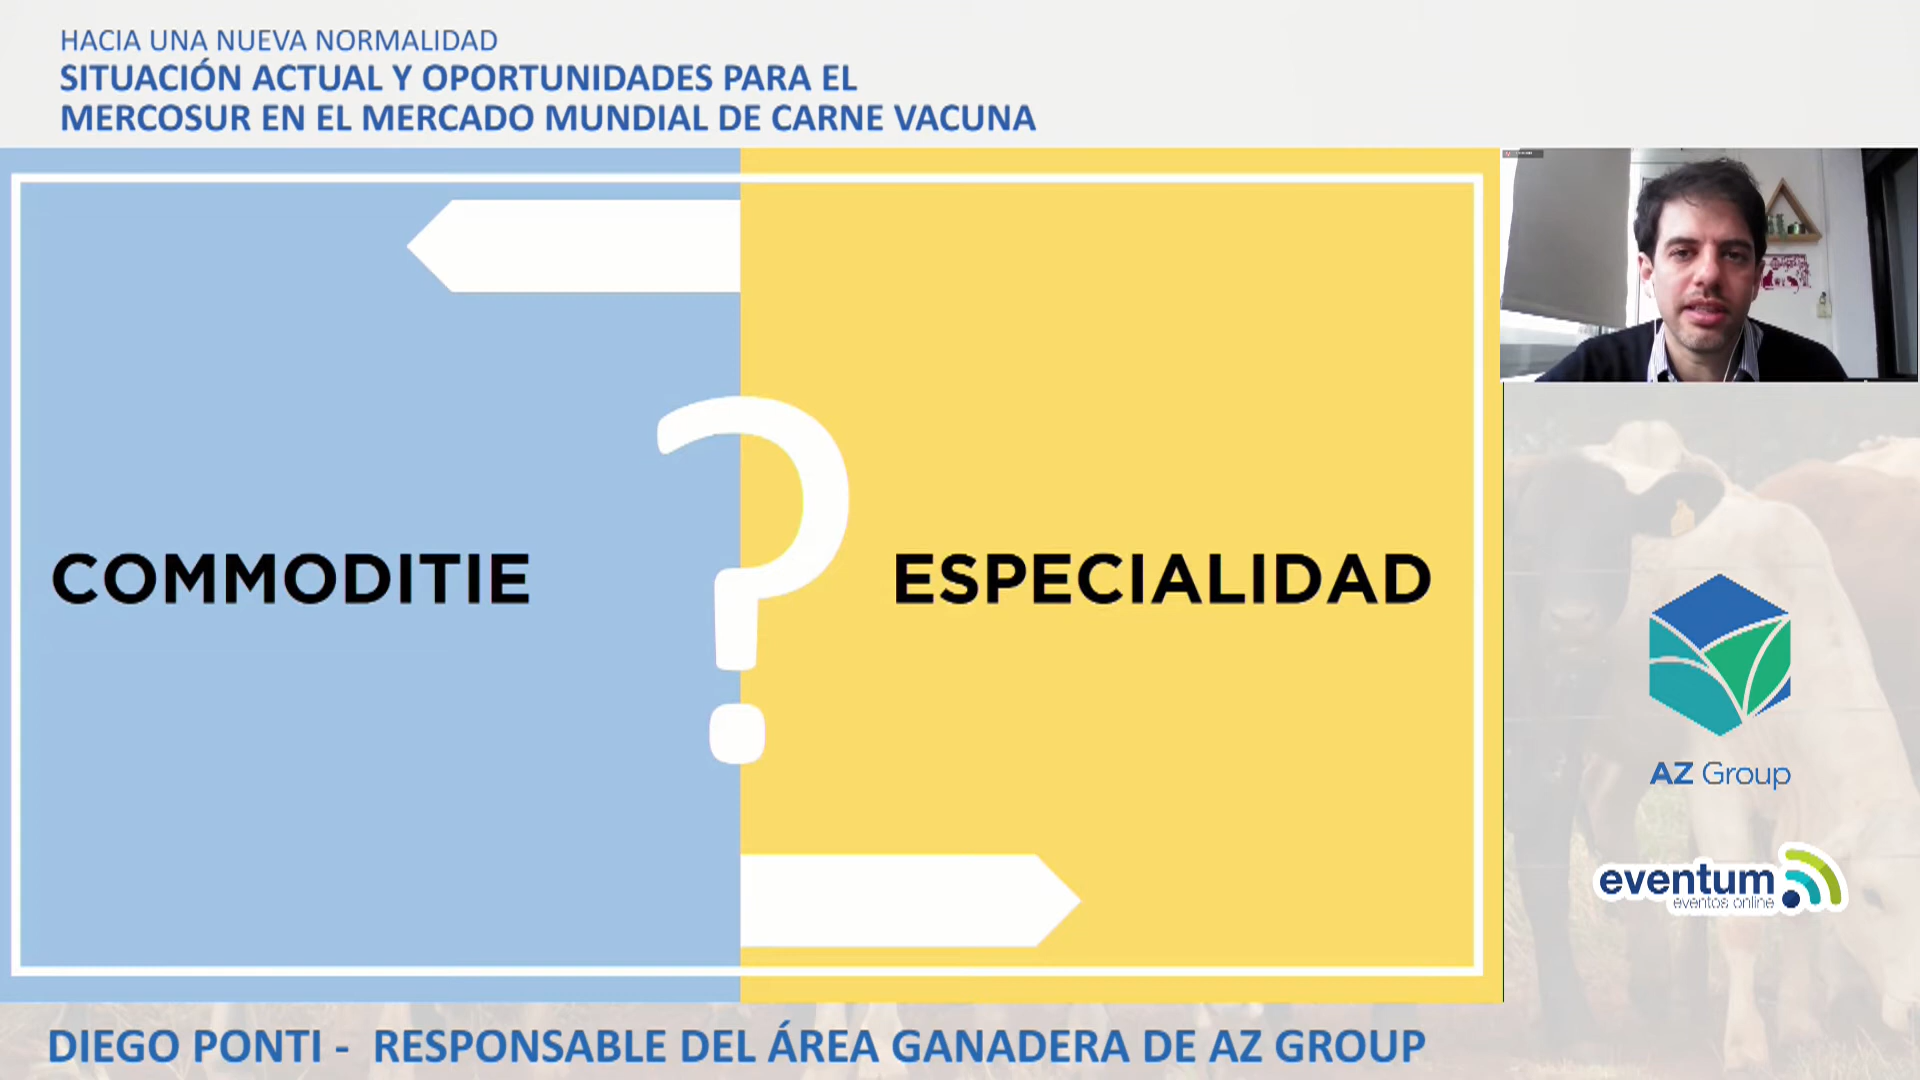 HACIA UNA NUEVA NORMALIDAD
SITUACIÓN ACTUAL Y OPORTUNIDADES PARA EL
MERCOSUR EN EL MERCADO MUNDIAL DE CARNE VACUNA
COMMODITIE
?
ESPECIALIDAD
AZ Group
eventum
eventos online
DIEGO PONTI - RESPONSABLE DEL ÁREA GANADERA DE AZ GROUP